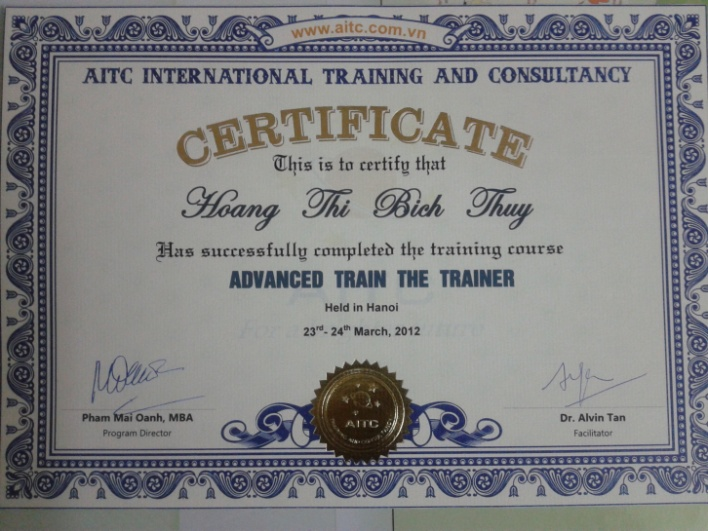 www.aitc.com.vn
AITC INTERNATIONAL TRAINING AND CONSULTANCY
CERTIFICATE
This is to certify that
Hoang Thi Bich Thuy
Has successfully completed the training course
ADVANCED TRAIN THE TRAINER
Held in Hanoi
23rd- 24th March, 2012
Pham Mai Oanh, MBA
Program Director
AITC
Dr. Alvin Tan
Facilitator